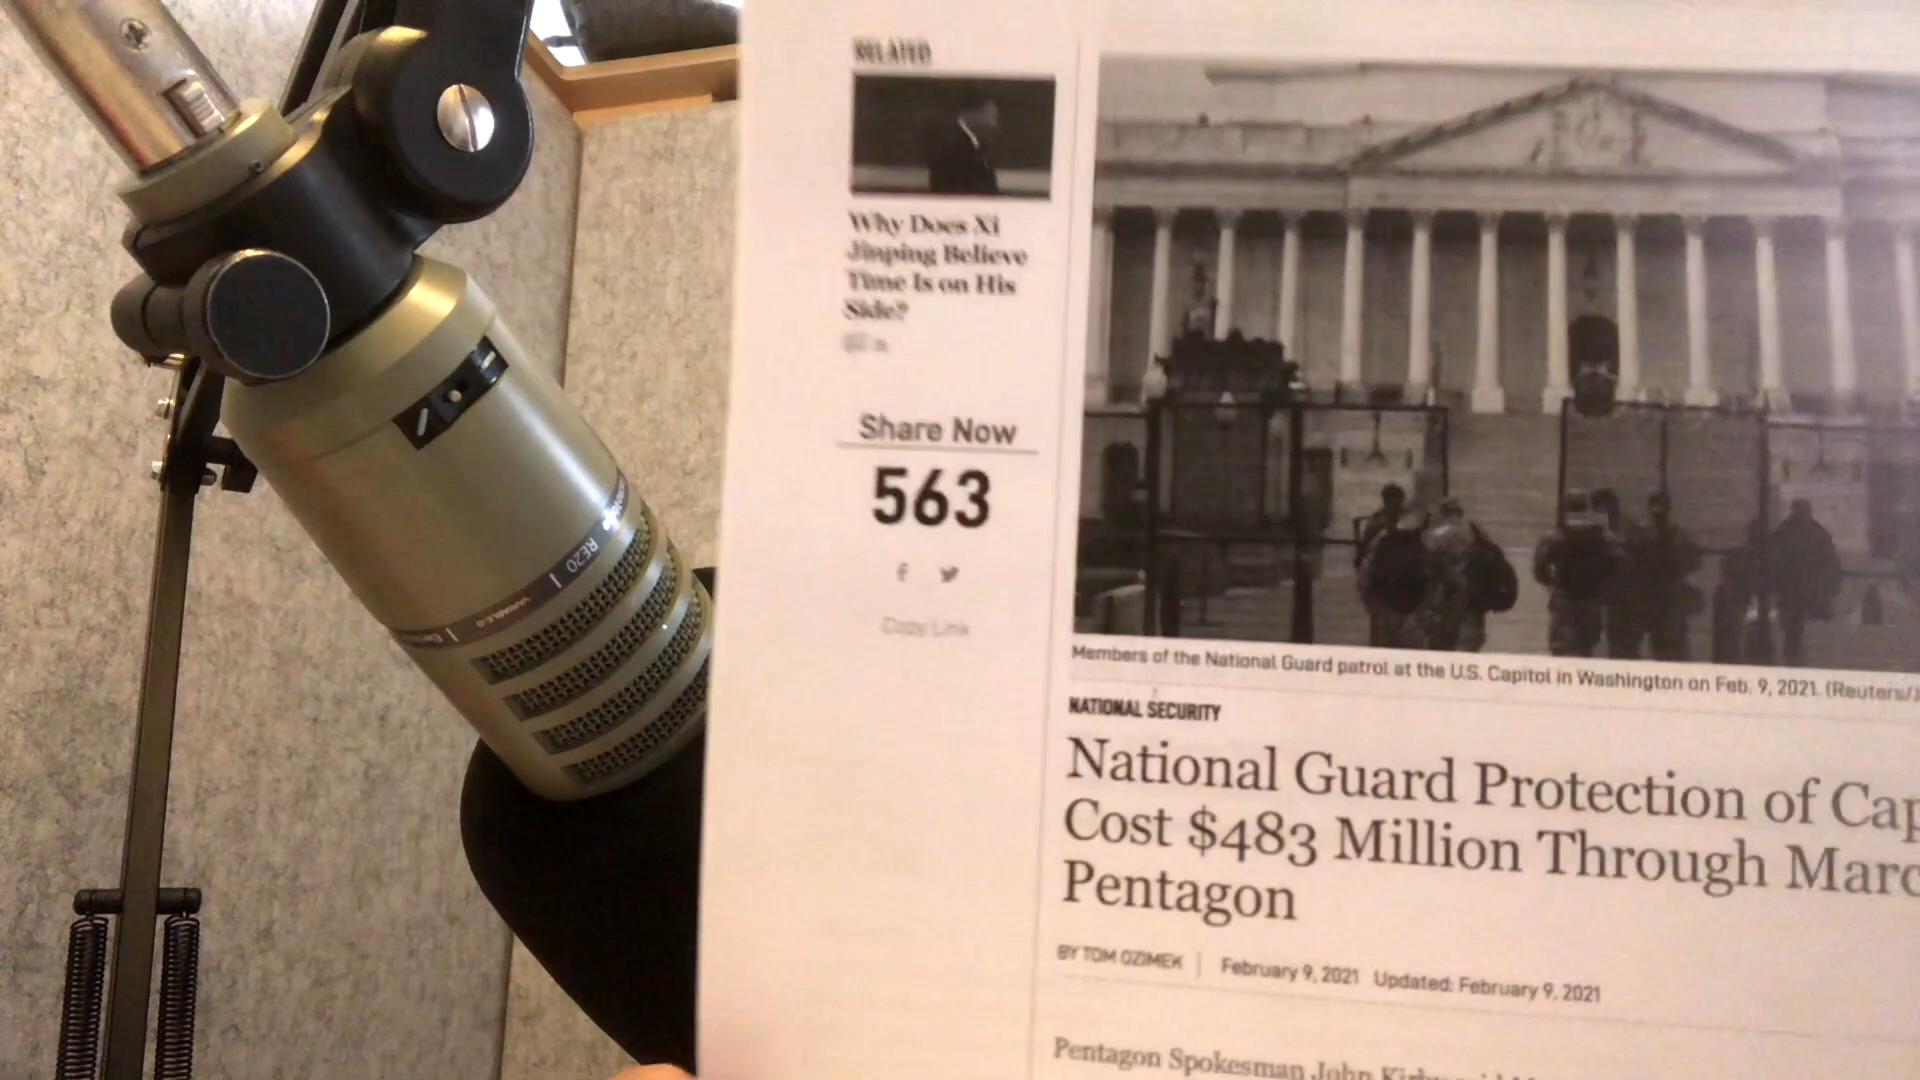 RELATED
Why Does Xi
Jinping Believe
Time Is on His
Side?
Share Now
563
Copy Link
Members of the National Guard patrol at the U.S. Capitol in Washington on Feb. 9, 2021. (Reuters/
NATIONAL SECURITY
National Guard Protection of Cap
Cost $483 Million Through Marc
Pentagon
BY TOM OZIMEK | February 9, 2021 Updated: February 9, 2021
Pentagon Spokesman John
RE20
VARIABLE-D